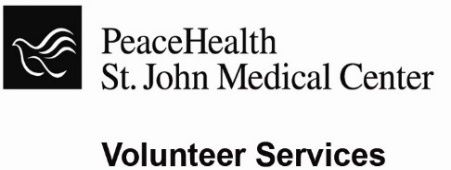 PeaceHealth
St. John Medical Center
Volunteer Services